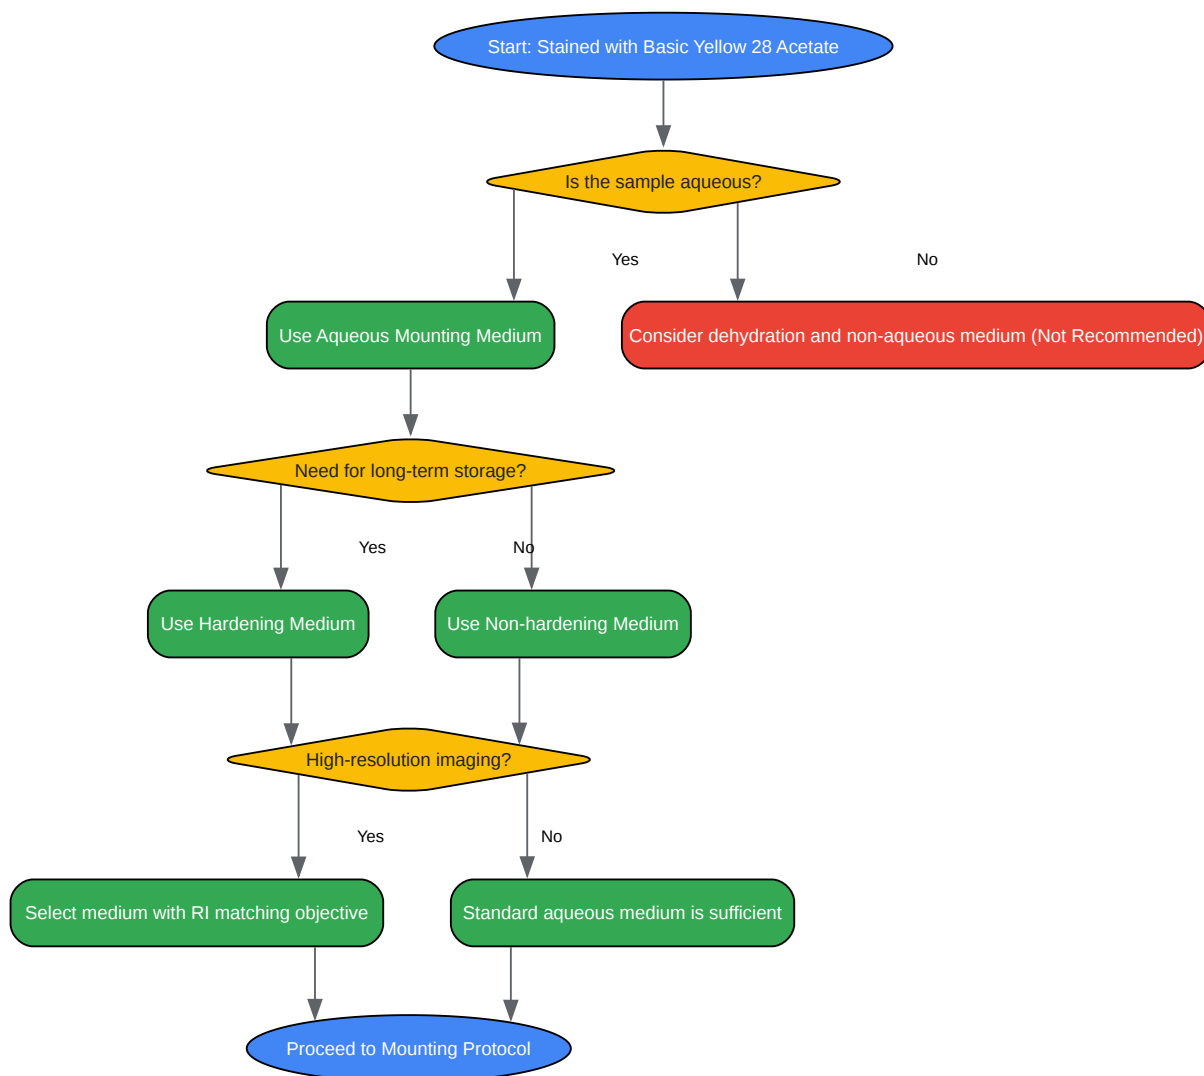 Start: Stained with Basic Yellow 28 Acetate
Is the sample aqueous?
Yes
No
Use Aqueous Mounting Medium
Consider dehydration and non-aqueous medium (Not Recommended)
Need for long-term storage?
Yes
No
Use Hardening Medium
Use Non-hardening Medium
High-resolution imaging?
Yes
No
Select medium with RI matching objective
Standard aqueous medium is sufficient
Proceed to Mounting Protocol